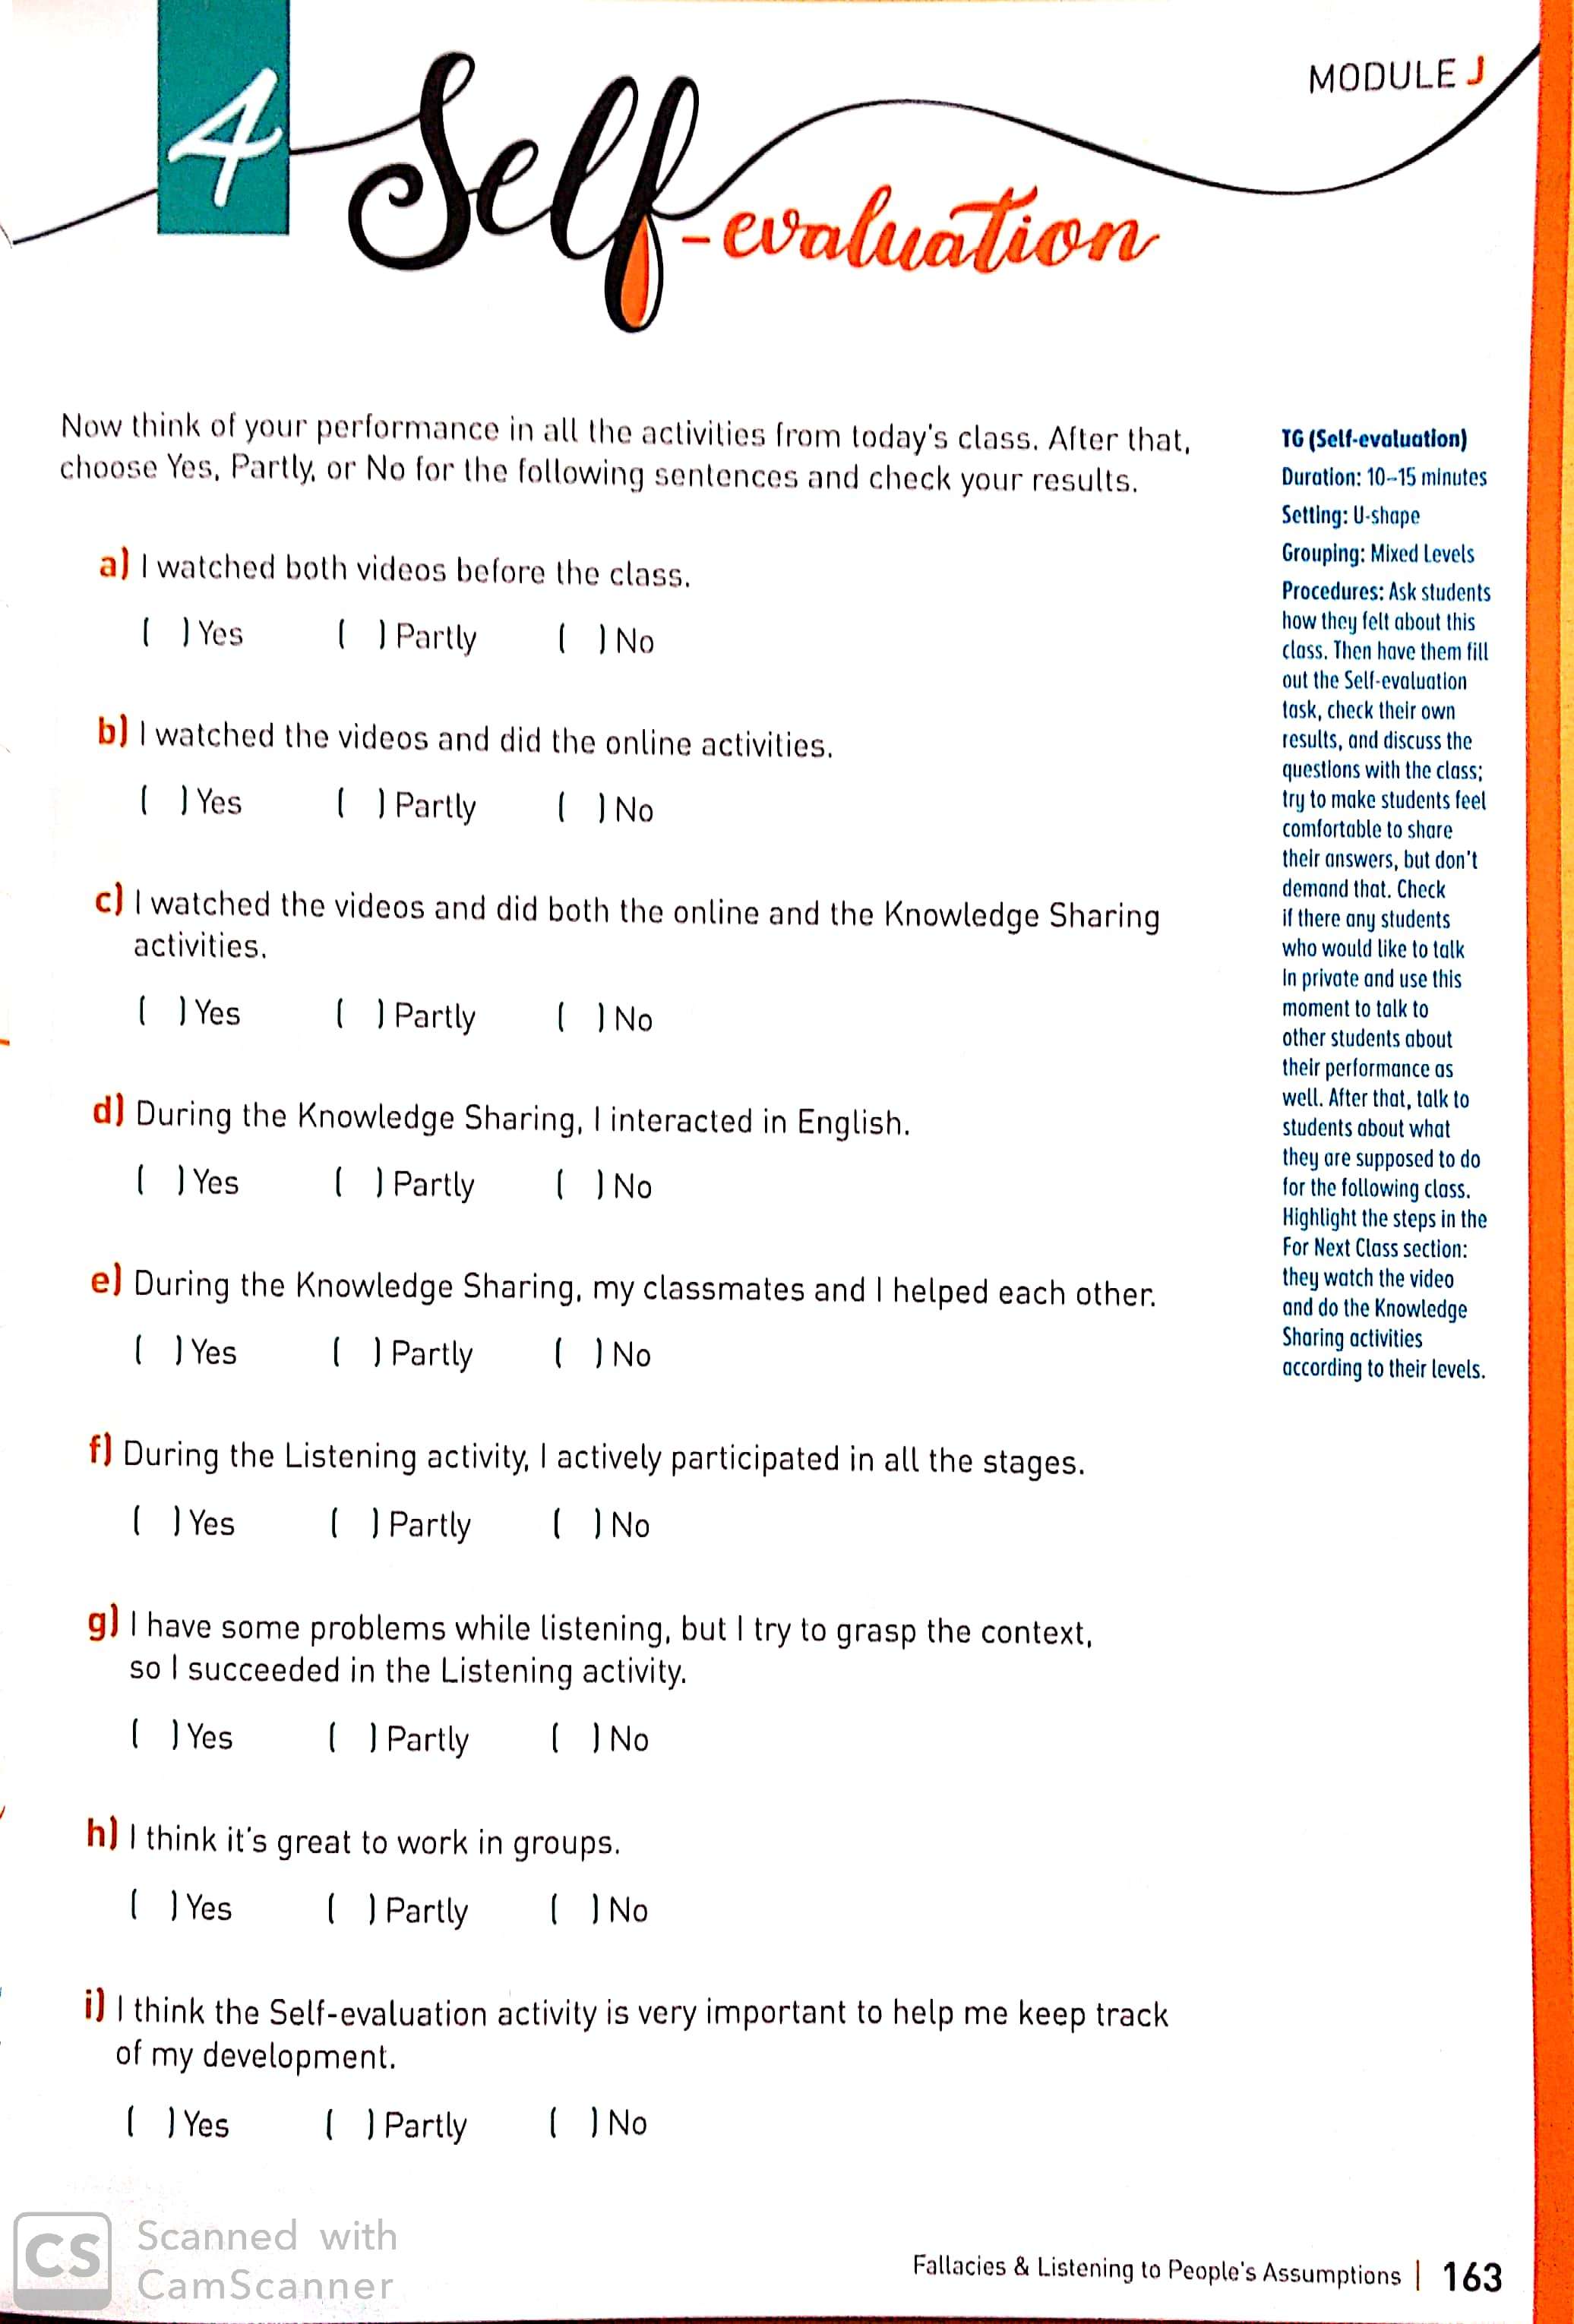 MODULE J
4 Self-evaluation
Now think of your performance in all the activities from today's class. After that,
choose Yes, Partly, or No for the following sentences and check your results.
a) I watched both videos before the class.
( ) Yes ( ) Partly ( ) No
b) I watched the videos and did the online activities.
( ) Yes ( ) Partly ( ) No
c) I watched the videos and did both the online and the Knowledge Sharing
activities.
( ) Yes ( ) Partly ( ) No
d) During the Knowledge Sharing, I interacted in English.
( ) Yes ( ) Partly ( ) No
e) During the Knowledge Sharing, my classmates and I helped each other.
( ) Yes ( ) Partly ( ) No
f) During the Listening activity, I actively participated in all the stages.
( ) Yes ( ) Partly ( ) No
g) I have some problems while listening, but I try to grasp the context,
so I succeeded in the Listening activity.
( ) Yes ( ) Partly ( ) No
h) I think it's great to work in groups.
( ) Yes ( ) Partly ( ) No
i) I think the Self-evaluation activity is very important to help me keep track
of my development.
( ) Yes ( ) Partly ( ) No
TG (Self-evaluation)
Duration: 10–15 minutes
Setting: U-shape
Grouping: Mixed Levels
Procedures: Ask students
how they felt about this
class. Then have them fill
out the Self-evaluation
task, check their own
results, and discuss the
questions with the class;
try to make students feel
comfortable to share
their answers, but don't
demand that. Check
if there any students
who would like to talk
in private and use this
moment to talk to
other students about
their performance as
well. After that, talk to
students about what
they are supposed to do
for the following class.
Highlight the steps in the
For Next Class section:
they watch the video
and do the Knowledge
Sharing activities
according to their levels.
Fallacies & Listening to People's Assumptions | 163
CS Scanned with
CamScanner